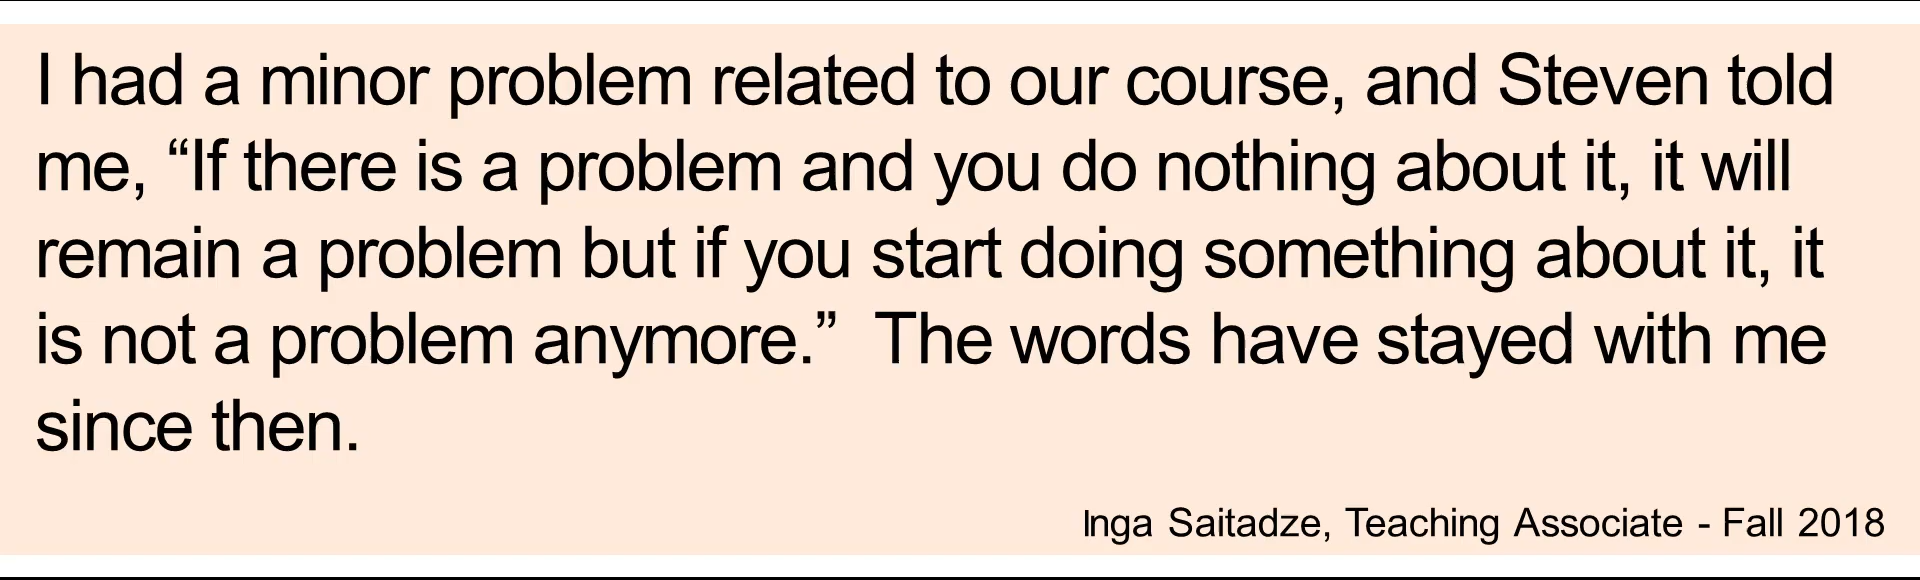 I had a minor problem related to our course, and Steven told
me, “If there is a problem and you do nothing about it, it will
remain a problem but if you start doing something about it, it
is not a problem anymore.”  The words have stayed with me
since then.
Inga Saitadze, Teaching Associate - Fall 2018